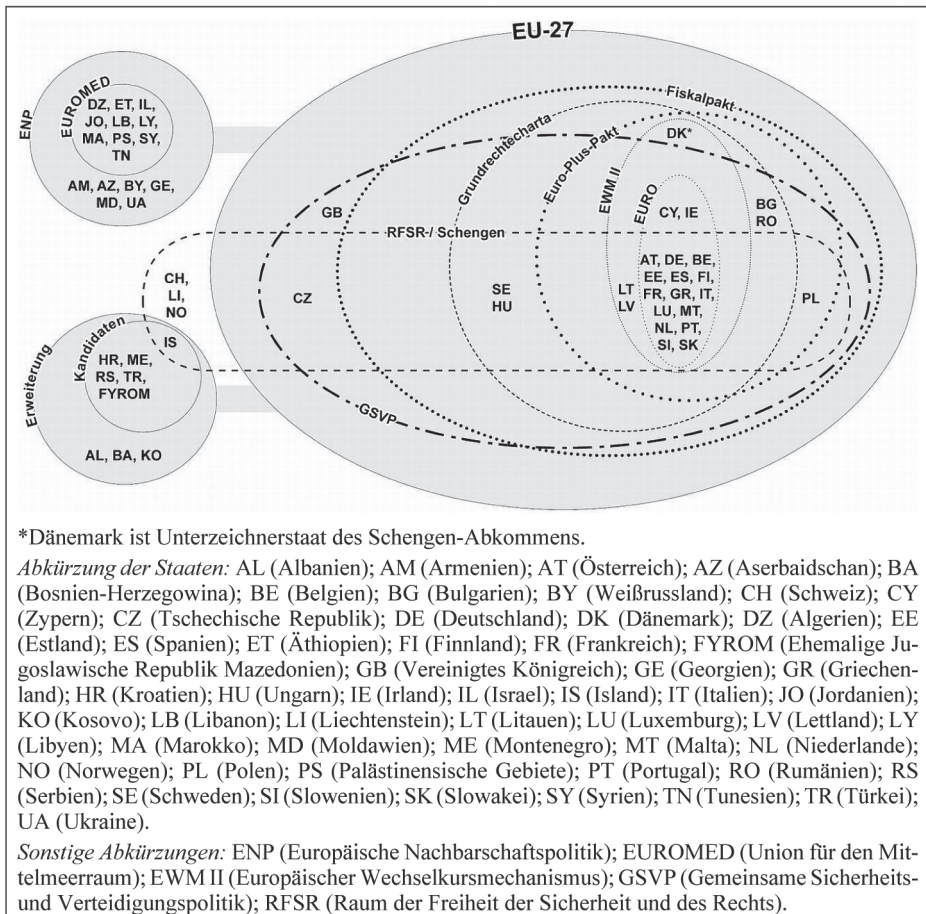 EU-27
ENP
EUROMED
DZ, ET, IL,
JO, LB, LY,
MA, PS, SY,
TN
AM, AZ, BY, GE,
MD, UA
Fiskalpakt
Grundrechtecharta
Euro-Plus-Pakt
EWM II
EURO
DK*
GB
CY, IE
BG
RO
RFSR-/ Schengen
CH,
LI,
NO
IS
CZ
SE
HU
LT
LV
AT, DE, BE,
EE, ES, FI,
FR, GR, IT,
LU, MT,
NL, PT,
SI, SK
PL
Erweiterung
Kandidaten
HR, ME,
RS, TR,
FYROM
AL, BA, KO
GSVP
*Dänemark ist Unterzeichnerstaat des Schengen-Abkommens.
Abkürzung der Staaten: AL (Albanien); AM (Armenien); AT (Österreich); AZ (Aserbaidschan); BA
(Bosnien-Herzegowina); BE (Belgien); BG (Bulgarien); BY (Weißrussland); CH (Schweiz); CY
(Zypern); CZ (Tschechische Republik); DE (Deutschland); DK (Dänemark); DZ (Algerien); EE
(Estland); ES (Spanien); ET (Äthiopien); FI (Finnland); FR (Frankreich); FYROM (Ehemalige Ju-
goslawische Republik Mazedonien); GB (Vereinigtes Königreich); GE (Georgien); GR (Griechen-
land); HR (Kroatien); HU (Ungarn); IE (Irland); IL (Israel); IS (Island); IT (Italien); JO (Jordanien);
KO (Kosovo); LB (Libanon); LI (Liechtenstein); LT (Litauen); LU (Luxemburg); LV (Lettland); LY
(Libyen); MA (Marokko); MD (Moldawien); ME (Montenegro); MT (Malta); NL (Niederlande);
NO (Norwegen); PL (Polen); PS (Palästinensische Gebiete); PT (Portugal); RO (Rumänien); RS
(Serbien); SE (Schweden); SI (Slowenien); SK (Slowakei); SY (Syrien); TN (Tunesien); TR (Türkei);
UA (Ukraine).
Sonstige Abkürzungen: ENP (Europäische Nachbarschaftspolitik); EUROMED (Union für den Mit-
telmeerraum); EWM II (Europäischer Wechselkursmechanismus); GSVP (Gemeinsame Sicherheits-
und Verteidigungspolitik); RFSR (Raum der Freiheit der Sicherheit und des Rechts).